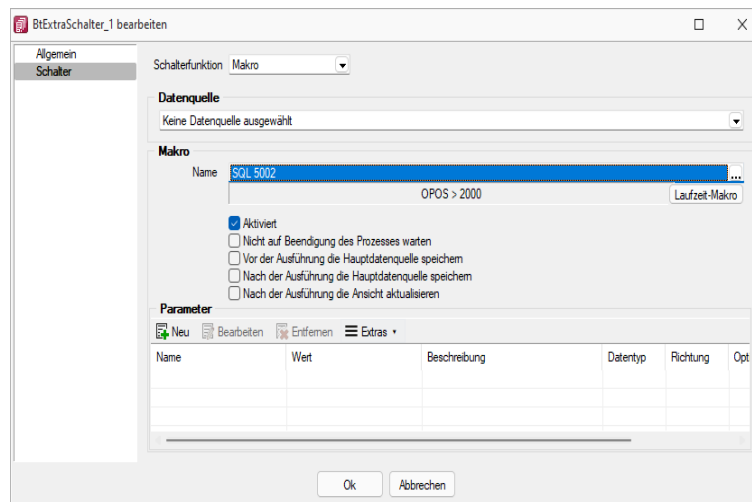 BtExtraSchalter_1 bearbeiten
Allgemein
Schalter
Schalterfunktion Makro
Datenquelle
Keine Datenquelle ausgewählt
Makro
Name SQL 5002 ...
OPOS > 2000 Laufzeit-Makro
Aktiviert
Nicht auf Beendigung des Prozesses warten
Vor der Ausführung die Hauptdatenquelle speichern
Nach der Ausführung die Hauptdatenquelle speichern
Nach der Ausführung die Ansicht aktualisieren
Parameter
Neu Bearbeiten Entfernen Extras
Name Wert Beschreibung Datentyp Richtung Opt
Ok Abbrechen